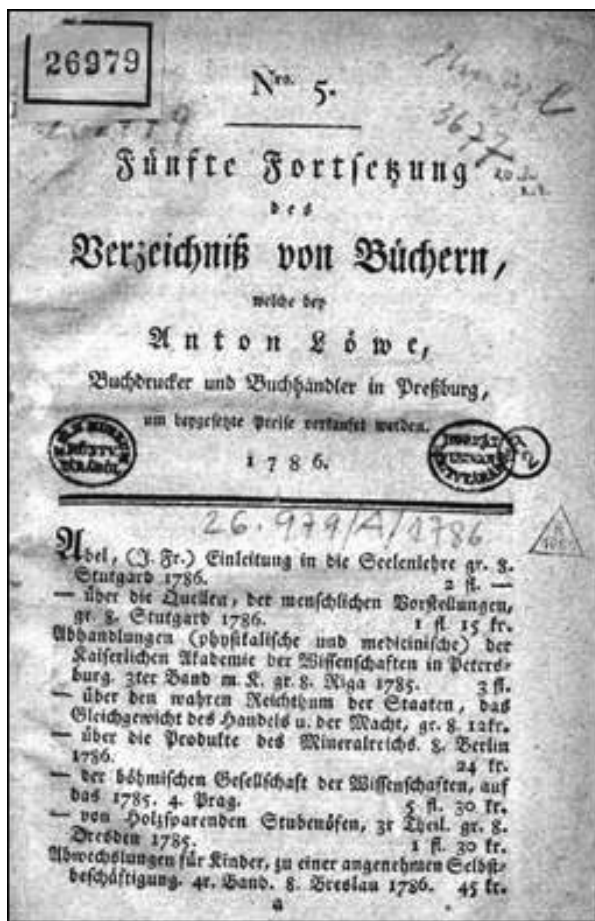 26979
Nro. 5.
3677
Fünfte Fortsetzung
des
Verzeichniß von Büchern,
welche bey
Anton Löwe,
Buchdrucker und Buchhändler in Preßburg,
um beygesetzte Preise verkaufet werden.
1786.
26.979/A/1786
Abel, (J. Fr.) Einleitung in die Seelenlehre gr. 8.
Stutgard 1786. 2 fl. —
— über die Quellen, der menschlichen Vorstellungen,
gr. 8. Stutgard 1786. 1 fl 15 kr.
Abhandlungen (physikalische und medicinische) der
Kaiserlichen Akademie der Wissenschaften in Peters-
burg. 3ter Band m. K. gr. 8. Riga 1785. 3 fl.
— über den wahren Reichthum der Staaten, das
Gleichgewicht des Handels u. der Macht, gr. 8. 12kr.
— über die Produkte des Mineralreichs. 8. Berlin
1786. 24 kr.
— der böhmischen Gesellschaft der Wissenschaften, auf
das 1785. 4. Prag. 5 fl. 30 kr.
— von Holzsparenden Stubenöfen, 3r Theil. gr. 8.
Dresden 1785. 1 fl. 30 kr.
Abwechslungen für Kinder, zu einer angenehmen Selbst-
beschäftigung. 4r. Band. 8. Breslau 1786. 45 kr.
a